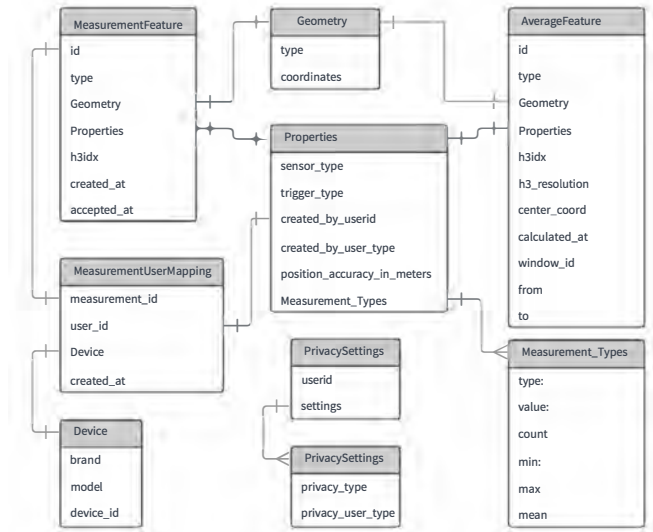 MeasurementFeature
id
type
Geometry
Properties
h3idx
created_at
accepted_at
Geometry
type
coordinates
AverageFeature
id
type
Geometry
Properties
h3idx
h3_resolution
center_coord
calculated_at
window_id
from
to
Properties
sensor_type
trigger_type
created_by_userid
created_by_user_type
position_accuracy_in_meters
Measurement_Types
MeasurementUserMapping
measurement_id
user_id
Device
created_at
PrivacySettings
userid
settings
Measurement_Types
type:
value:
count
min:
max
mean
Device
brand
model
device_id
PrivacySettings
privacy_type
privacy_user_type